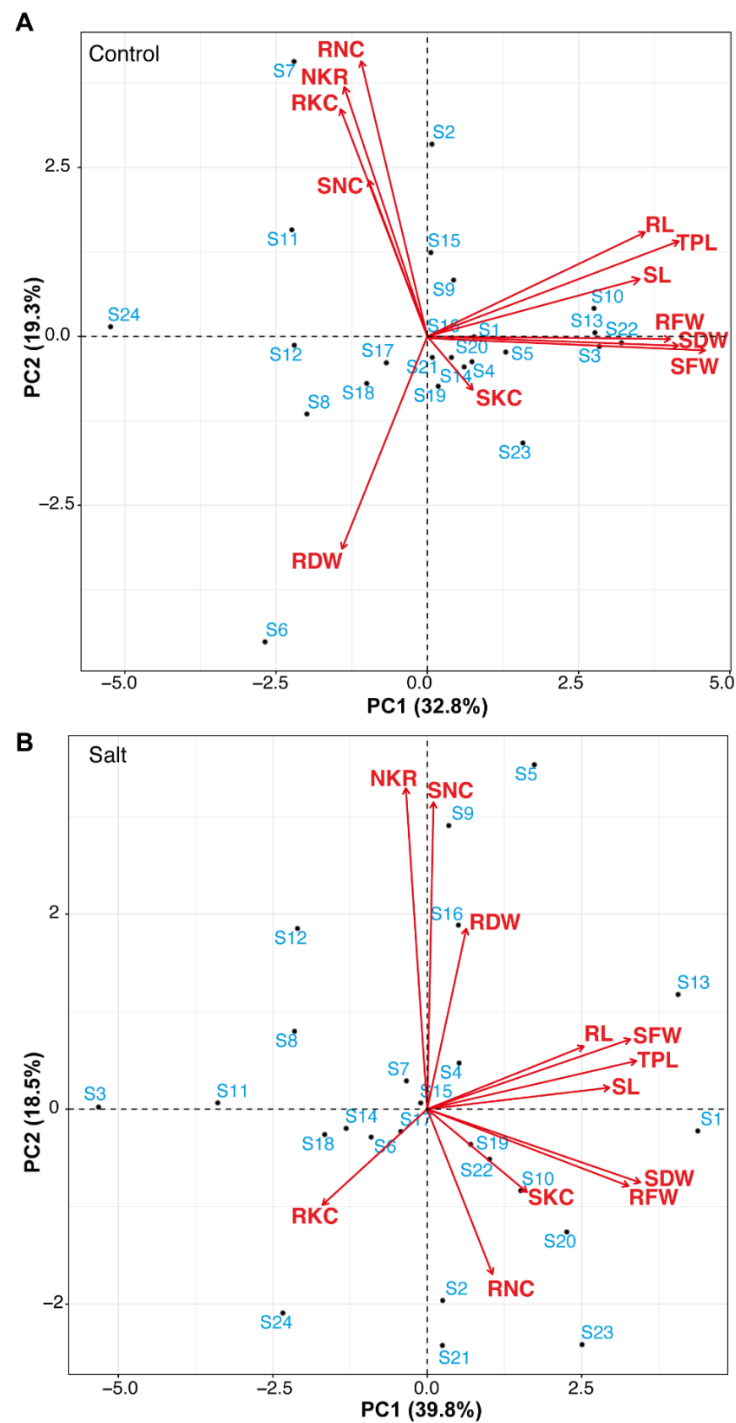 A
Control
RNC
S7
NKR
RKC
S2
2.5
SNC
RL
S11
S15
TPL
SL
S9
S10
S24
S13
RFW
S16
S1
S22
0.0
SDW
S12
S17
S21
S20
S5
S3
SFW
S18
S14
S4
S19
SKC
S8
S23
−2.5
RDW
S6
PC2 (19.3%)
−5.0
−2.5
0.0
2.5
5.0
PC1 (32.8%)
B
Salt
NKR
SNC
S5
S9
2
S16
RDW
S12
S13
S8
RL
SFW
TPL
S7
S4
SL
S3
S11
S15
0
S14
S17
S1
S18
S6
S19
S22
S10
SDW
SKC
RFW
RKC
S20
RNC
S2
−2
S24
S23
S21
PC2 (18.5%)
−5.0
−2.5
0.0
2.5
PC1 (39.8%)